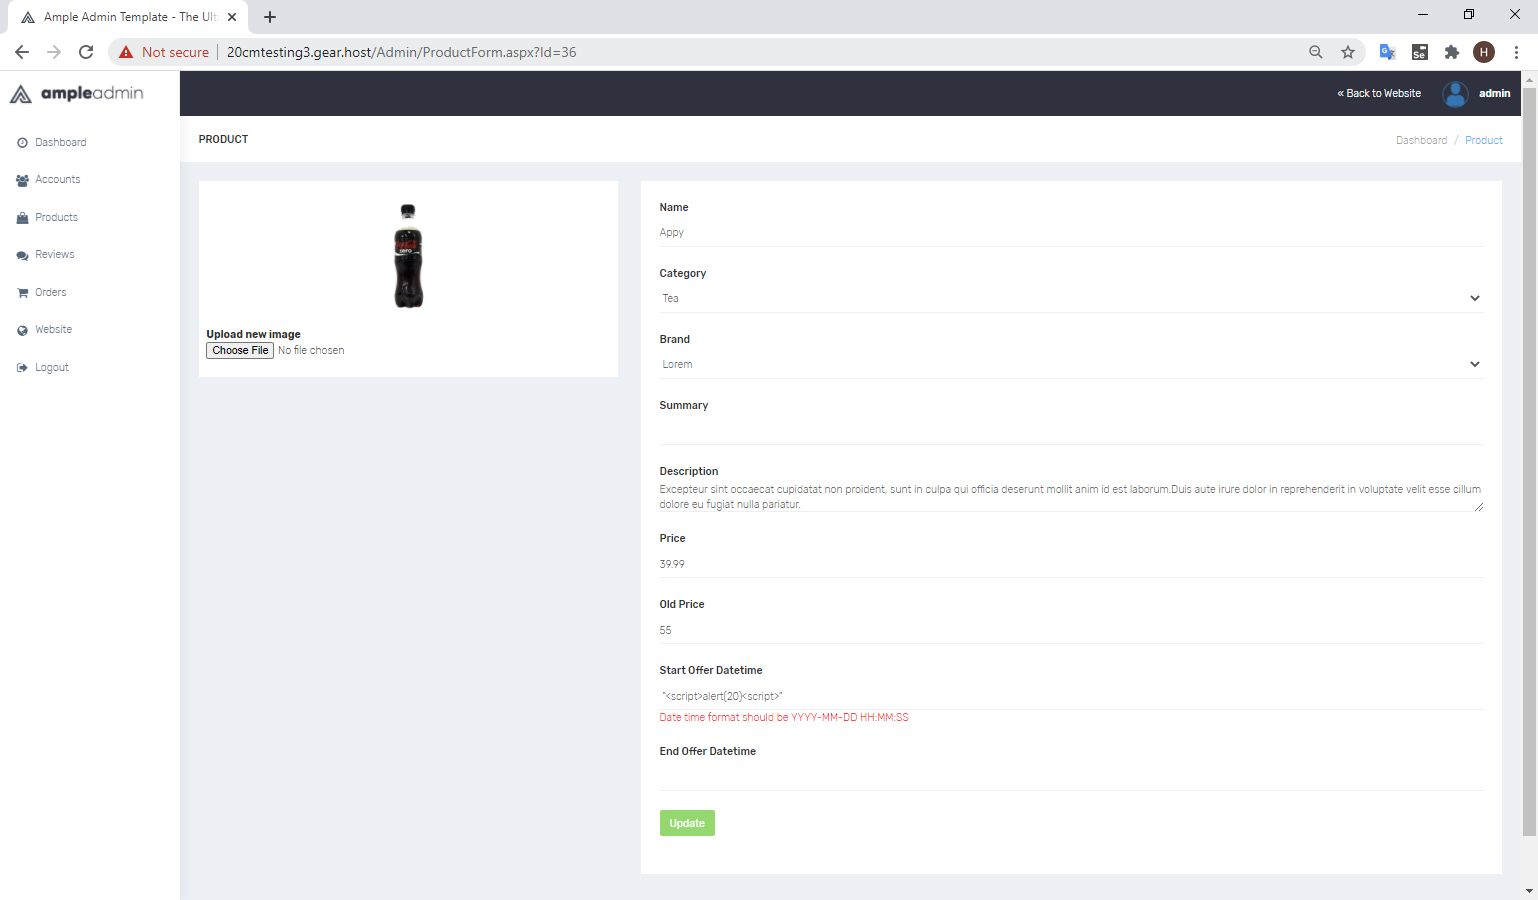 Ample Admin Template - The Ult
Not secure
20cmtesting3.gear.host/Admin/ProductForm.aspx?Id=36
Se
H
ampleadmin
« Back to Website
admin
Dashboard
Accounts
Products
Reviews
Orders
Website
Logout
PRODUCT
Dashboard / Product
zero
Upload new image
Choose File No file chosen
Name
Appy
Category
Tea
Brand
Lorem
Summary
Description
Excepteur sint occaecat cupidatat non proident, sunt in culpa qui officia deserunt mollit anim id est laborum.Duis aute irure dolor in reprehenderit in voluptate velit esse cillum
dolore eu fugiat nulla pariatur.
Price
39.99
Old Price
55
Start Offer Datetime
"<script>alert(20)<script>"
Date time format should be YYYY-MM-DD HH:MM:SS
End Offer Datetime
Update